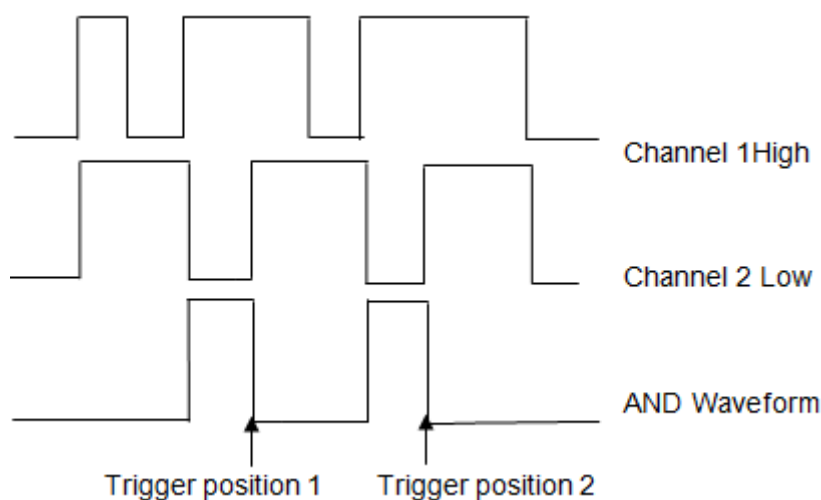 Channel 1High
Channel 2 Low
AND Waveform
Trigger position 1
Trigger position 2